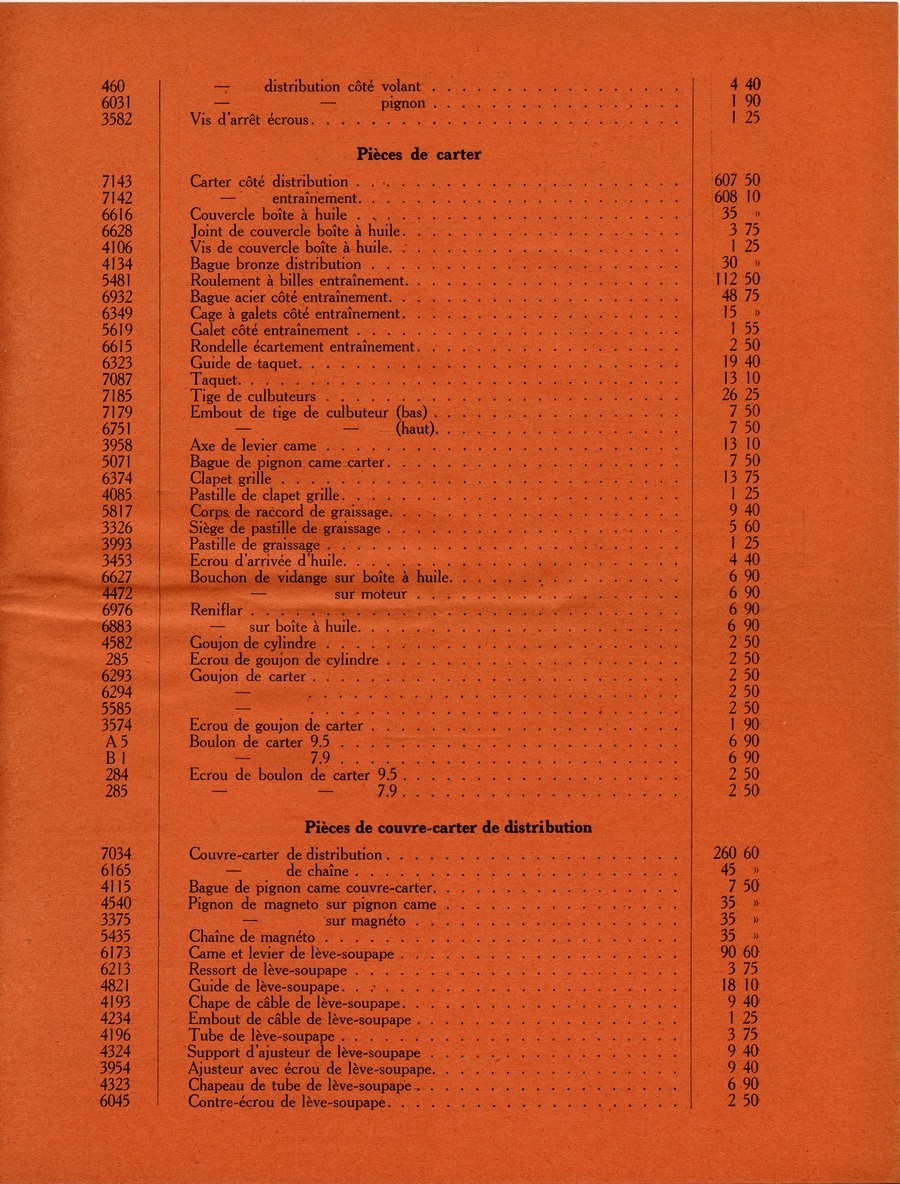 460 — distribution côté volant . . . . . . . . . . . . . . . . . 4 40
6031 — — pignon . . . . . . . . . . . . . . . . . 1 90
3582 Vis d'arrêt écrous. . . . . . . . . . . . . . . . . . . . . . . . . 1 25
Pièces de carter
7143 Carter côté distribution . . . . . . . . . . . . . . . . . . . . . . 607 50
7142 — entraînement. . . . . . . . . . . . . . . . . . . . . . 608 10
6616 Couvercle boîte à huile . . . . . . . . . . . . . . . . . . . . . . 35 »
6628 Joint de couvercle boîte à huile. . . . . . . . . . . . . . . . . . . 3 75
4106 Vis de couvercle boîte à huile. . . . . . . . . . . . . . . . . . . . 1 25
4134 Bague bronze distribution . . . . . . . . . . . . . . . . . . . . . 30 »
5481 Roulement à billes entraînement. . . . . . . . . . . . . . . . . . . 112 50
6932 Bague acier côté entraînement. . . . . . . . . . . . . . . . . . . . 48 75
6349 Cage à galets côté entraînement. . . . . . . . . . . . . . . . . . . 15 »
5619 Galet côté entraînement . . . . . . . . . . . . . . . . . . . . . . 1 55
6615 Rondelle écartement entraînement. . . . . . . . . . . . . . . . . . 2 50
6323 Guide de taquet. . . . . . . . . . . . . . . . . . . . . . . . . . 19 40
7087 Taquet. . . . . . . . . . . . . . . . . . . . . . . . . . . . . . 13 10
7185 Tige de culbuteurs . . . . . . . . . . . . . . . . . . . . . . . . 26 25
7179 Embout de tige de culbuteur (bas) . . . . . . . . . . . . . . . . . 7 50
6751 — — (haut). . . . . . . . . . . . . . . . . 7 50
3958 Axe de levier came . . . . . . . . . . . . . . . . . . . . . . . . 13 10
5071 Bague de pignon came carter. . . . . . . . . . . . . . . . . . . . 7 50
6374 Clapet grille . . . . . . . . . . . . . . . . . . . . . . . . . . . 13 75
4085 Pastille de clapet grille. . . . . . . . . . . . . . . . . . . . . . . 1 25
5817 Corps de raccord de graissage. . . . . . . . . . . . . . . . . . . . 9 40
3326 Siège de pastille de graissage . . . . . . . . . . . . . . . . . . . . 5 60
3993 Pastille de graissage . . . . . . . . . . . . . . . . . . . . . . . . 1 25
3453 Ecrou d'arrivée d'huile. . . . . . . . . . . . . . . . . . . . . . . 4 40
6627 Bouchon de vidange sur boîte à huile. . . . . . . . . . . . . . . . 6 90
4472 — sur moteur . . . . . . . . . . . . . . . . . . 6 90
6976 Reniflar . . . . . . . . . . . . . . . . . . . . . . . . . . . . . 6 90
6883 — sur boîte à huile. . . . . . . . . . . . . . . . . . . . . . 6 90
4582 Goujon de cylindre . . . . . . . . . . . . . . . . . . . . . . . . 2 50
285 Ecrou de goujon de cylindre . . . . . . . . . . . . . . . . . . . . 2 50
6293 Goujon de carter . . . . . . . . . . . . . . . . . . . . . . . . . 2 50
6294 — . . . . . . . . . . . . . . . . . . . . . . . . . 2 50
5585 — . . . . . . . . . . . . . . . . . . . . . . . . . 2 50
3574 Ecrou de goujon de carter . . . . . . . . . . . . . . . . . . . . . 1 90
A 5 Boulon de carter 9.5 . . . . . . . . . . . . . . . . . . . . . . . 6 90
B 1 — 7.9 . . . . . . . . . . . . . . . . . . . . . . . 6 90
284 Ecrou de boulon de carter 9.5 . . . . . . . . . . . . . . . . . . . 2 50
285 — — 7.9 . . . . . . . . . . . . . . . . . . . 2 50
Pièces de couvre-carter de distribution
7034 Couvre-carter de distribution . . . . . . . . . . . . . . . . . . . . 260 60
6165 — de chaîne . . . . . . . . . . . . . . . . . . . . . . 45 »
4115 Bague de pignon came couvre-carter. . . . . . . . . . . . . . . . . 7 50
4540 Pignon de magneto sur pignon came . . . . . . . . . . . . . . . . 35 »
3375 — sur magnéto . . . . . . . . . . . . . . . . . . 35 »
5435 Chaîne de magnéto . . . . . . . . . . . . . . . . . . . . . . . . 35 »
6173 Came et levier de lève-soupape . . . . . . . . . . . . . . . . . . . 90 60
6213 Ressort de lève-soupape . . . . . . . . . . . . . . . . . . . . . . 3 75
4821 Guide de lève-soupape. . . . . . . . . . . . . . . . . . . . . . . 18 10
4193 Chape de câble de lève-soupape. . . . . . . . . . . . . . . . . . . 9 40
4234 Embout de câble de lève-soupape . . . . . . . . . . . . . . . . . . 1 25
4196 Tube de lève-soupape . . . . . . . . . . . . . . . . . . . . . . . 3 75
4324 Support d'ajusteur de lève-soupape . . . . . . . . . . . . . . . . . 9 40
3954 Ajusteur avec écrou de lève-soupape. . . . . . . . . . . . . . . . . 9 40
4323 Chapeau de tube de lève-soupape . . . . . . . . . . . . . . . . . . 6 90
6045 Contre-écrou de lève-soupape. . . . . . . . . . . . . . . . . . . . 2 50